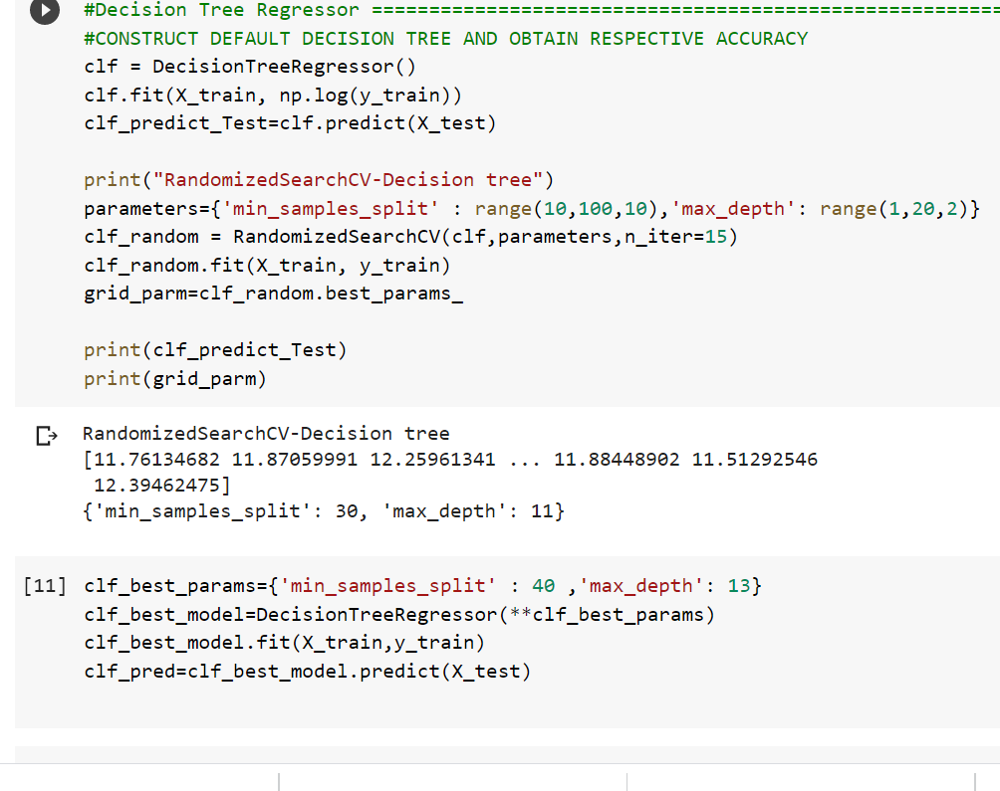 #Decision Tree Regressor =======================================================
#CONSTRUCT DEFAULT DECISION TREE AND OBTAIN RESPECTIVE ACCURACY
clf = DecisionTreeRegressor()
clf.fit(X_train, np.log(y_train))
clf_predict_Test=clf.predict(X_test)
print("RandomizedSearchCV-Decision tree")
parameters={'min_samples_split' : range(10,100,10),'max_depth': range(1,20,2)}
clf_random = RandomizedSearchCV(clf,parameters,n_iter=15)
clf_random.fit(X_train, y_train)
grid_parm=clf_random.best_params_
print(clf_predict_Test)
print(grid_parm)
RandomizedSearchCV-Decision tree
[11.76134682 11.87059991 12.25961341 ... 11.88448902 11.51292546
12.39462475]
{'min_samples_split': 30, 'max_depth': 11}
[11] clf_best_params={'min_samples_split' : 40 ,'max_depth': 13}
clf_best_model=DecisionTreeRegressor(**clf_best_params)
clf_best_model.fit(X_train,y_train)
clf_pred=clf_best_model.predict(X_test)